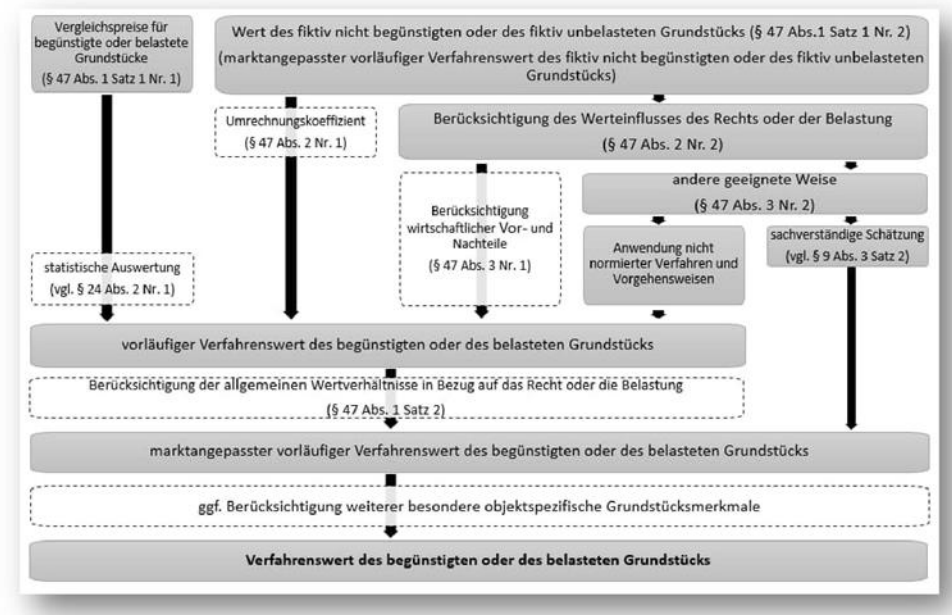 Vergleichspreise für
begünstigte oder belastete
Grundstücke
(§ 47 Abs. 1 Satz 1 Nr. 1)
Wert des fiktiv nicht begünstigten oder des fiktiv unbelasteten Grundstücks (§ 47 Abs.1 Satz 1 Nr. 2)
(marktangepasster vorläufiger Verfahrenswert des fiktiv nicht begünstigten oder des fiktiv unbelasteten
Grundstücks)
Umrechnungskoeffizient
(§ 47 Abs. 2 Nr. 1)
Berücksichtigung des Werteinflusses des Rechts oder der Belastung
(§ 47 Abs. 2 Nr. 2)
andere geeignete Weise
(§ 47 Abs. 3 Nr. 2)
Berücksichtigung
wirtschaftlicher Vor- und
Nachteile
(§ 47 Abs. 3 Nr. 1)
Anwendung nicht
normierter Verfahren und
Vorgehensweisen
sachverständige Schätzung
(vgl. § 9 Abs. 3 Satz 2)
statistische Auswertung
(vgl. § 24 Abs. 2 Nr. 1)
vorläufiger Verfahrenswert des begünstigten oder des belasteten Grundstücks
Berücksichtigung der allgemeinen Wertverhältnisse in Bezug auf das Recht oder die Belastung
(§ 47 Abs. 1 Satz 2)
marktangepasster vorläufiger Verfahrenswert des begünstigten oder des belasteten Grundstücks
ggf. Berücksichtigung weiterer besondere objektspezifische Grundstücksmerkmale
Verfahrenswert des begünstigten oder des belasteten Grundstücks